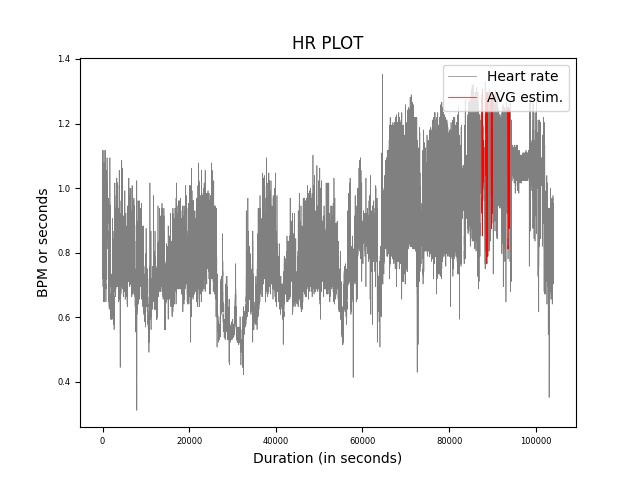 HR PLOT
Heart rate
AVG estim.
BPM or seconds
1.4
1.2
1.0
0.8
0.6
0.4
0
20000
40000
60000
80000
100000
Duration (in seconds)